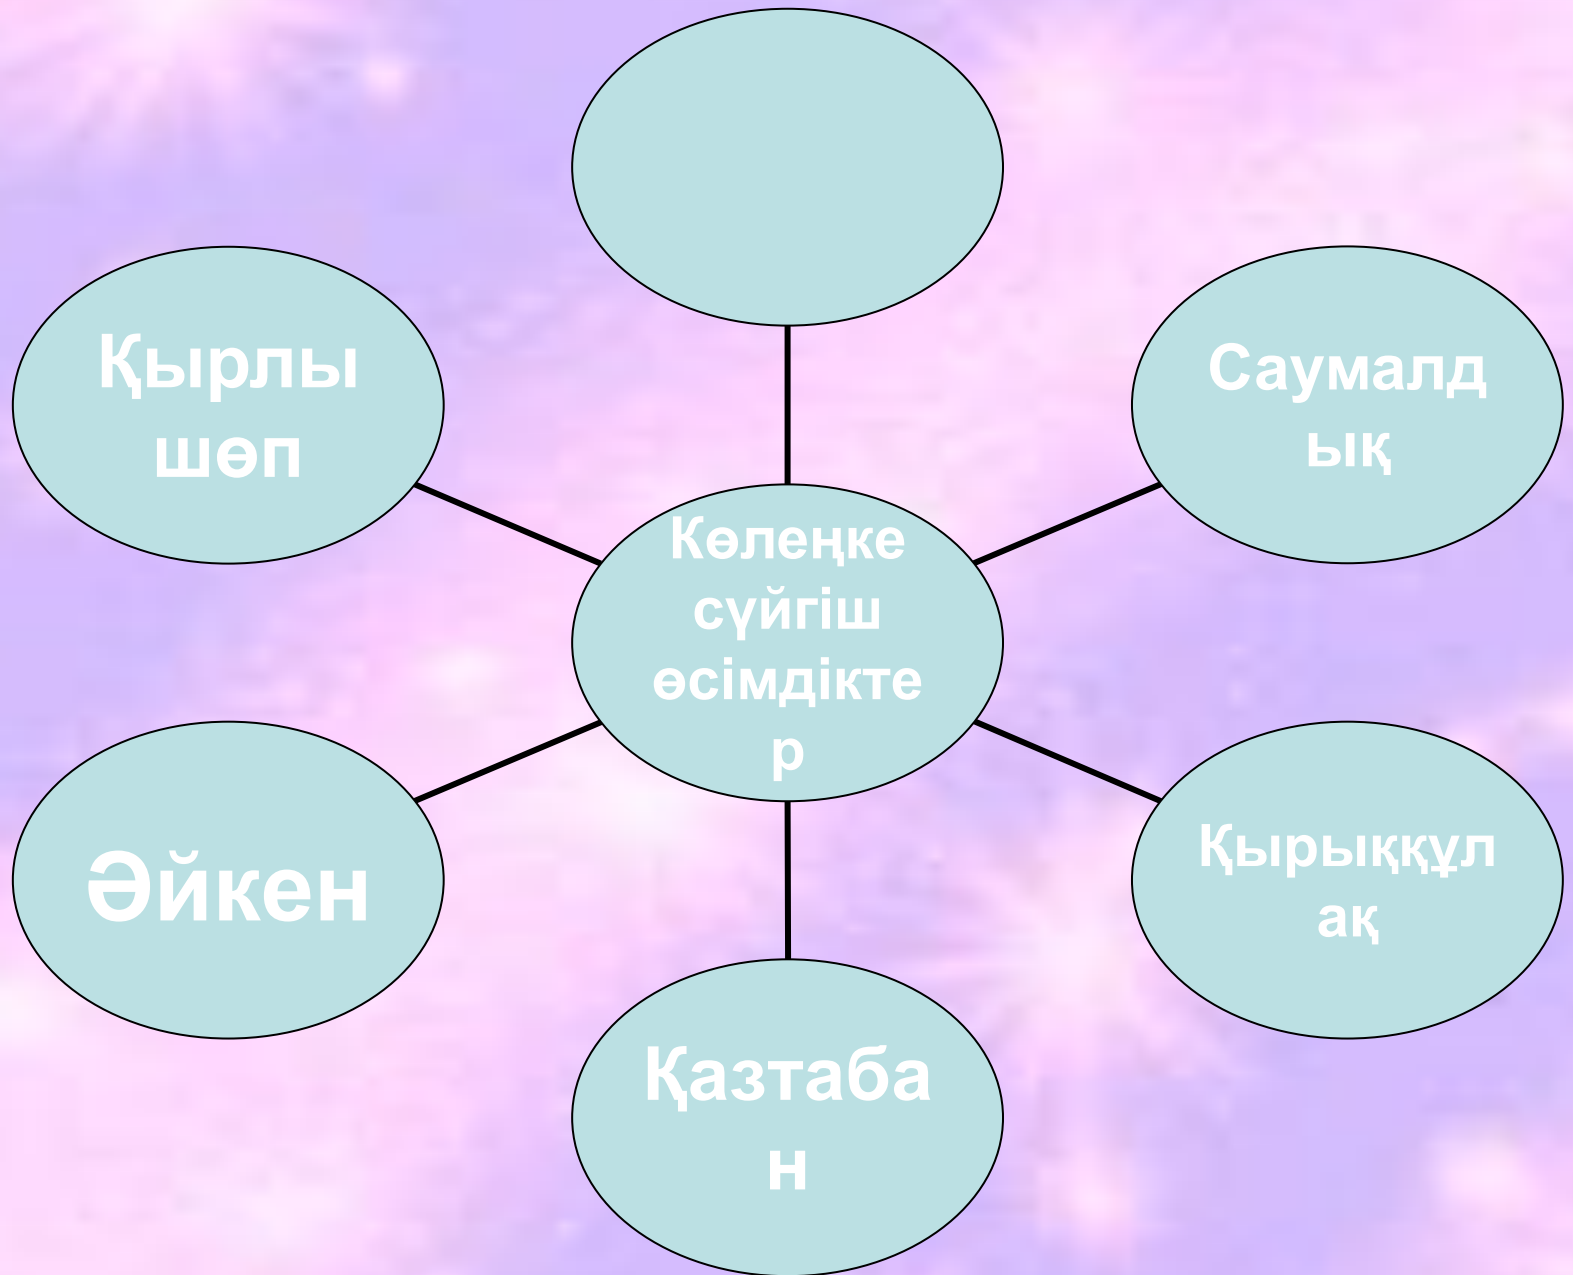 Қырлы
шөп
Саумалд
ық
Көлеңке
сүйгіш
өсімдікте
р
Әйкен
Қырыққұл
ақ
Қазтаба
н